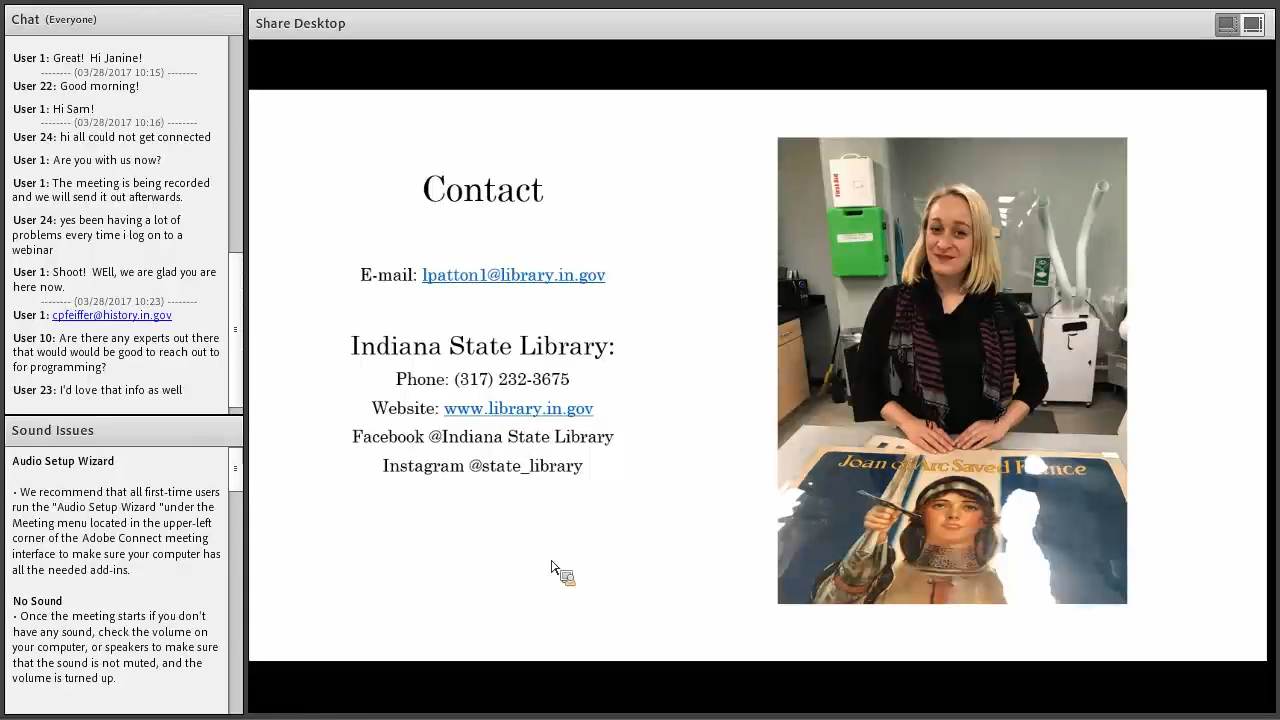 Chat (Everyone)
User 1: Great!  Hi Janine!
-------- (03/28/2017 10:15) --------
User 22: Good morning!
User 1: Hi Sam!
-------- (03/28/2017 10:16) --------
User 24: hi all could not get connected
User 1: Are you with us now?
User 1: The meeting is being recorded
and we will send it out afterwards.
User 24: yes been having a lot of
problems every time i log on to a
webinar
User 1: Shoot!  WEll, we are glad you are
here now.
-------- (03/28/2017 10:23) --------
User 1: cpfeiffer@history.in.gov
User 10: Are there any experts out there
that would would be good to reach out to
for programming?
User 23: I'd love that info as well
Sound Issues
Audio Setup Wizard
• We recommend that all first-time users
run the "Audio Setup Wizard "under the
Meeting menu located in the upper-left
corner of the Adobe Connect meeting
interface to make sure your computer has
all the needed add-ins.
No Sound
• Once the meeting starts if you don't
have any sound, check the volume on
your computer, or speakers to make sure
that the sound is not muted, and the
volume is turned up.
Share Desktop
Contact
E-mail: lpatton1@library.in.gov
Indiana State Library:
Phone: (317) 232-3675
Website: www.library.in.gov
Facebook @Indiana State Library
Instagram @state_library
First Aid
Joan of Arc Saved France